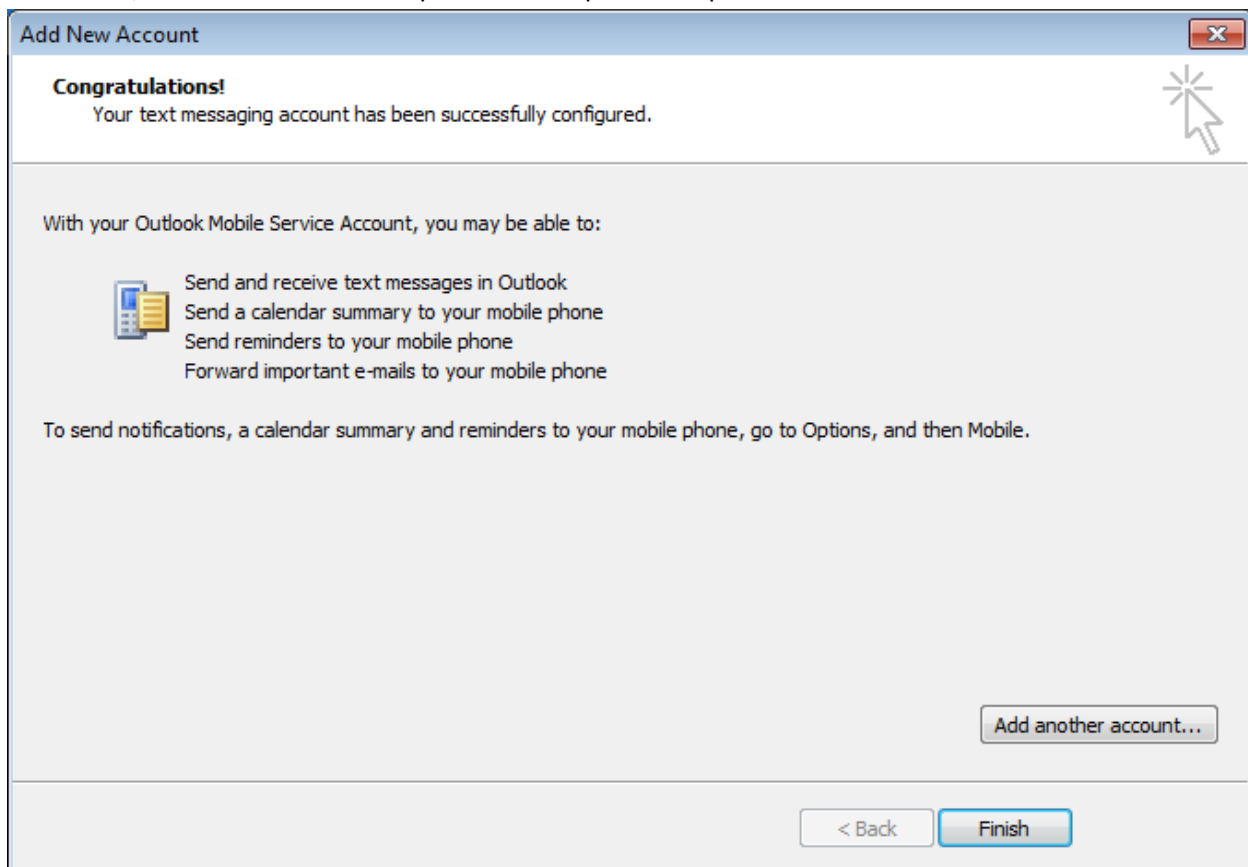 Add New Account
Congratulations!
Your text messaging account has been successfully configured.
With your Outlook Mobile Service Account, you may be able to:
Send and receive text messages in Outlook
Send a calendar summary to your mobile phone
Send reminders to your mobile phone
Forward important e-mails to your mobile phone
To send notifications, a calendar summary and reminders to your mobile phone, go to Options, and then Mobile.
Add another account...
< Back
Finish